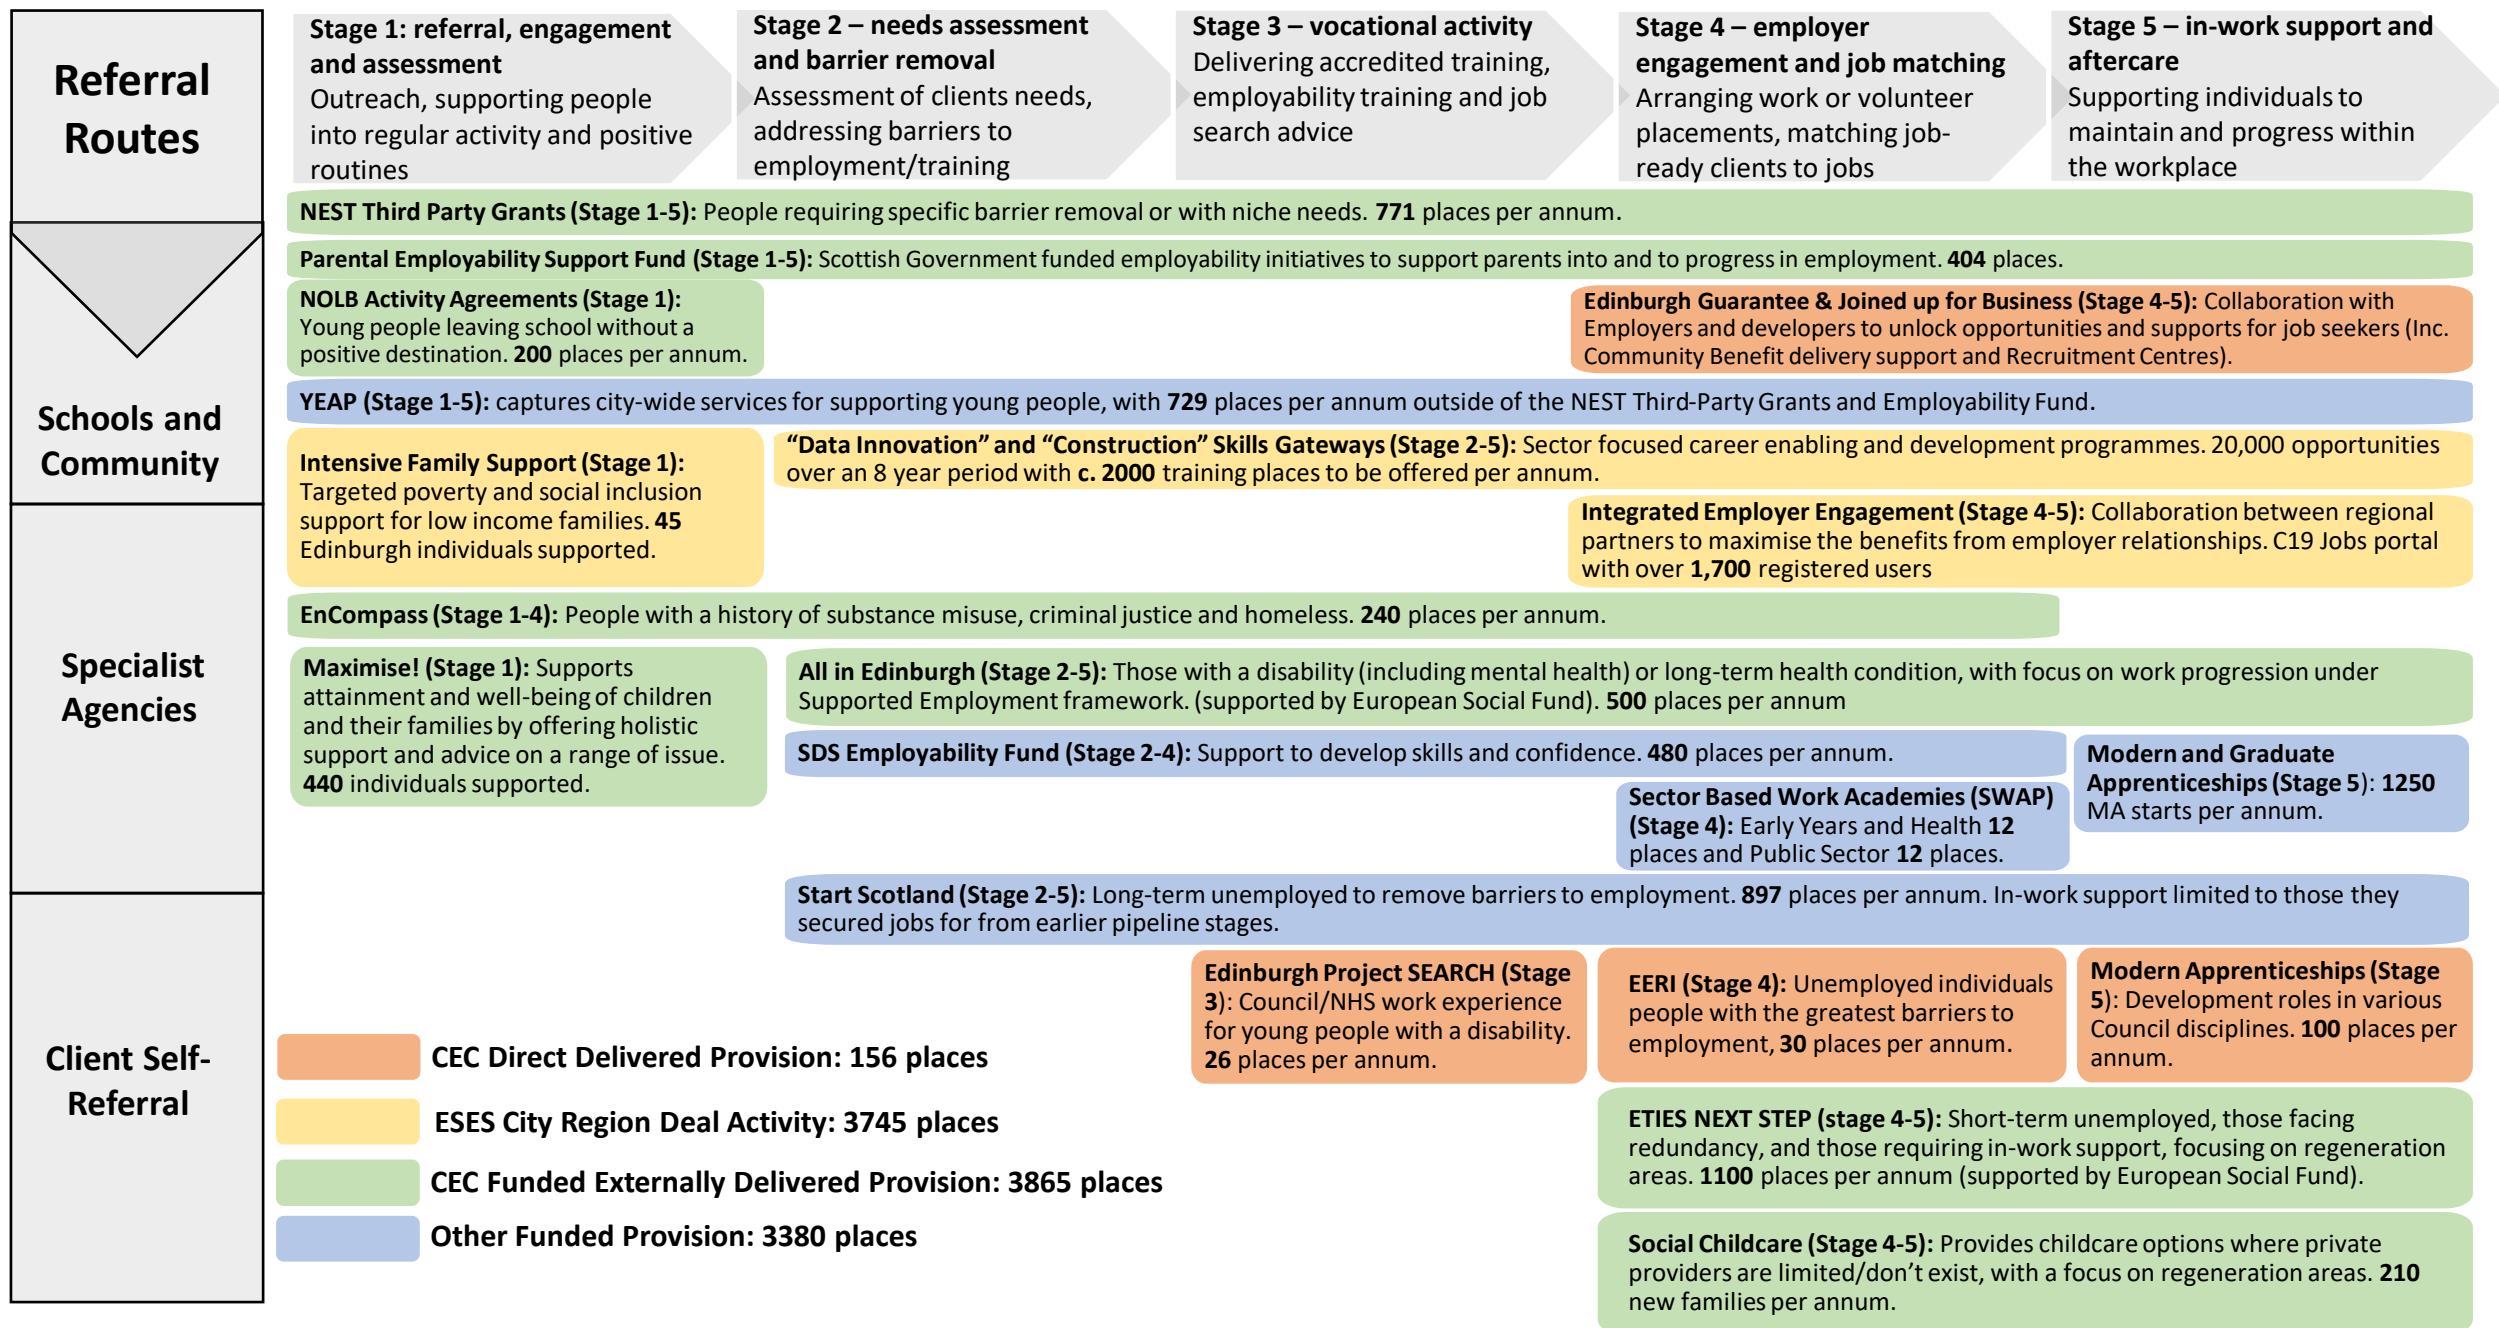 Referral
Routes
Stage 1: referral, engagement
and assessment
Outreach, supporting people
into regular activity and positive
routines
Stage 2 – needs assessment
and barrier removal
Assessment of clients needs,
addressing barriers to
employment/training
Stage 3 – vocational activity
Delivering accredited training,
employability training and job
search advice
Stage 4 – employer
engagement and job matching
Arranging work or volunteer
placements, matching job-
ready clients to jobs
Stage 5 – in-work support and
aftercare
Supporting individuals to
maintain and progress within
the workplace
NEST Third Party Grants (Stage 1-5): People requiring specific barrier removal or with niche needs. 771 places per annum.
Parental Employability Support Fund (Stage 1-5): Scottish Government funded employability initiatives to support parents into and to progress in employment. 404 places.
NOLB Activity Agreements (Stage 1):
Young people leaving school without a
positive destination. 200 places per annum.
Edinburgh Guarantee & Joined up for Business (Stage 4-5): Collaboration with
Employers and developers to unlock opportunities and supports for job seekers (Inc.
Community Benefit delivery support and Recruitment Centres).
Schools and
Community
YEAP (Stage 1-5): captures city-wide services for supporting young people, with 729 places per annum outside of the NEST Third-Party Grants and Employability Fund.
Intensive Family Support (Stage 1):
Targeted poverty and social inclusion
support for low income families. 45
Edinburgh individuals supported.
“Data Innovation” and “Construction” Skills Gateways (Stage 2-5): Sector focused career enabling and development programmes. 20,000 opportunities
over an 8 year period with c. 2000 training places to be offered per annum.
Integrated Employer Engagement (Stage 4-5): Collaboration between regional
partners to maximise the benefits from employer relationships. C19 Jobs portal
with over 1,700 registered users
Specialist
Agencies
EnCompass (Stage 1-4): People with a history of substance misuse, criminal justice and homeless. 240 places per annum.
Maximise! (Stage 1): Supports
attainment and well-being of children
and their families by offering holistic
support and advice on a range of issue.
440 individuals supported.
All in Edinburgh (Stage 2-5): Those with a disability (including mental health) or long-term health condition, with focus on work progression under
Supported Employment framework. (supported by European Social Fund). 500 places per annum
SDS Employability Fund (Stage 2-4): Support to develop skills and confidence. 480 places per annum.
Modern and Graduate
Apprenticeships (Stage 5): 1250
MA starts per annum.
Sector Based Work Academies (SWAP)
(Stage 4): Early Years and Health 12
places and Public Sector 12 places.
Start Scotland (Stage 2-5): Long-term unemployed to remove barriers to employment. 897 places per annum. In-work support limited to those they
secured jobs for from earlier pipeline stages.
Client Self-
Referral
Edinburgh Project SEARCH (Stage
3): Council/NHS work experience
for young people with a disability.
26 places per annum.
EERI (Stage 4): Unemployed individuals
people with the greatest barriers to
employment, 30 places per annum.
Modern Apprenticeships (Stage
5): Development roles in various
Council disciplines. 100 places per
annum.
CEC Direct Delivered Provision: 156 places
ESES City Region Deal Activity: 3745 places
CEC Funded Externally Delivered Provision: 3865 places
Other Funded Provision: 3380 places
ETIES NEXT STEP (stage 4-5): Short-term unemployed, those facing
redundancy, and those requiring in-work support, focusing on regeneration
areas. 1100 places per annum (supported by European Social Fund).
Social Childcare (Stage 4-5): Provides childcare options where private
providers are limited/don’t exist, with a focus on regeneration areas. 210
new families per annum.